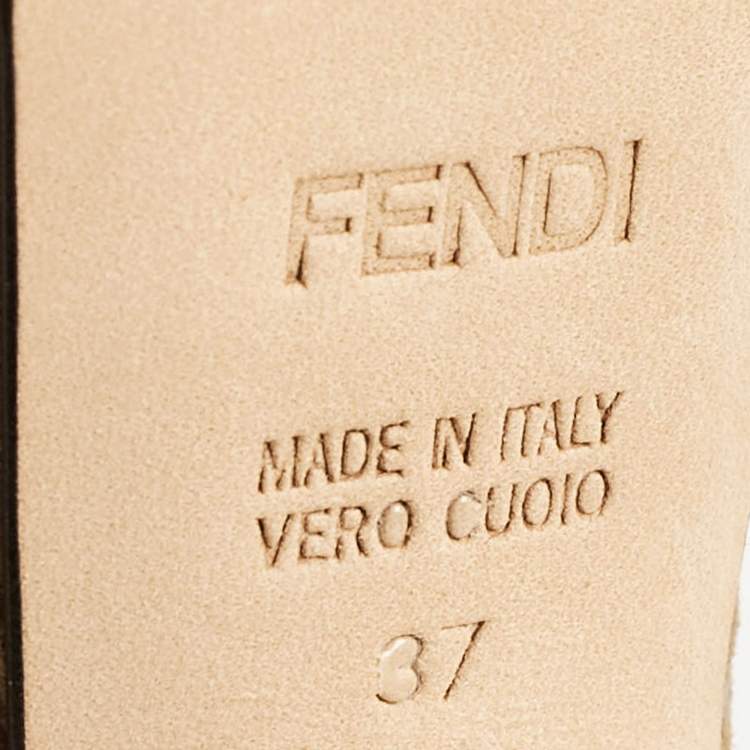 FENDI
MADE IN ITALY
VERO CUOIO
37